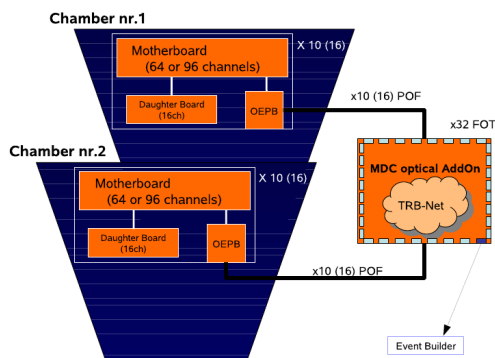 Chamber nr.1
X 10 (16)
Motherboard
(64 or 96 channels)
Daughter Board
(16ch)
OEPB
x10 (16) POF
x32 FOT
Chamber nr.2
X 10 (16)
Motherboard
(64 or 96 channels)
Daughter Board
(16ch)
OEPB
MDC optical AddOn
TRB-Net
x10 (16) POF
Event Builder